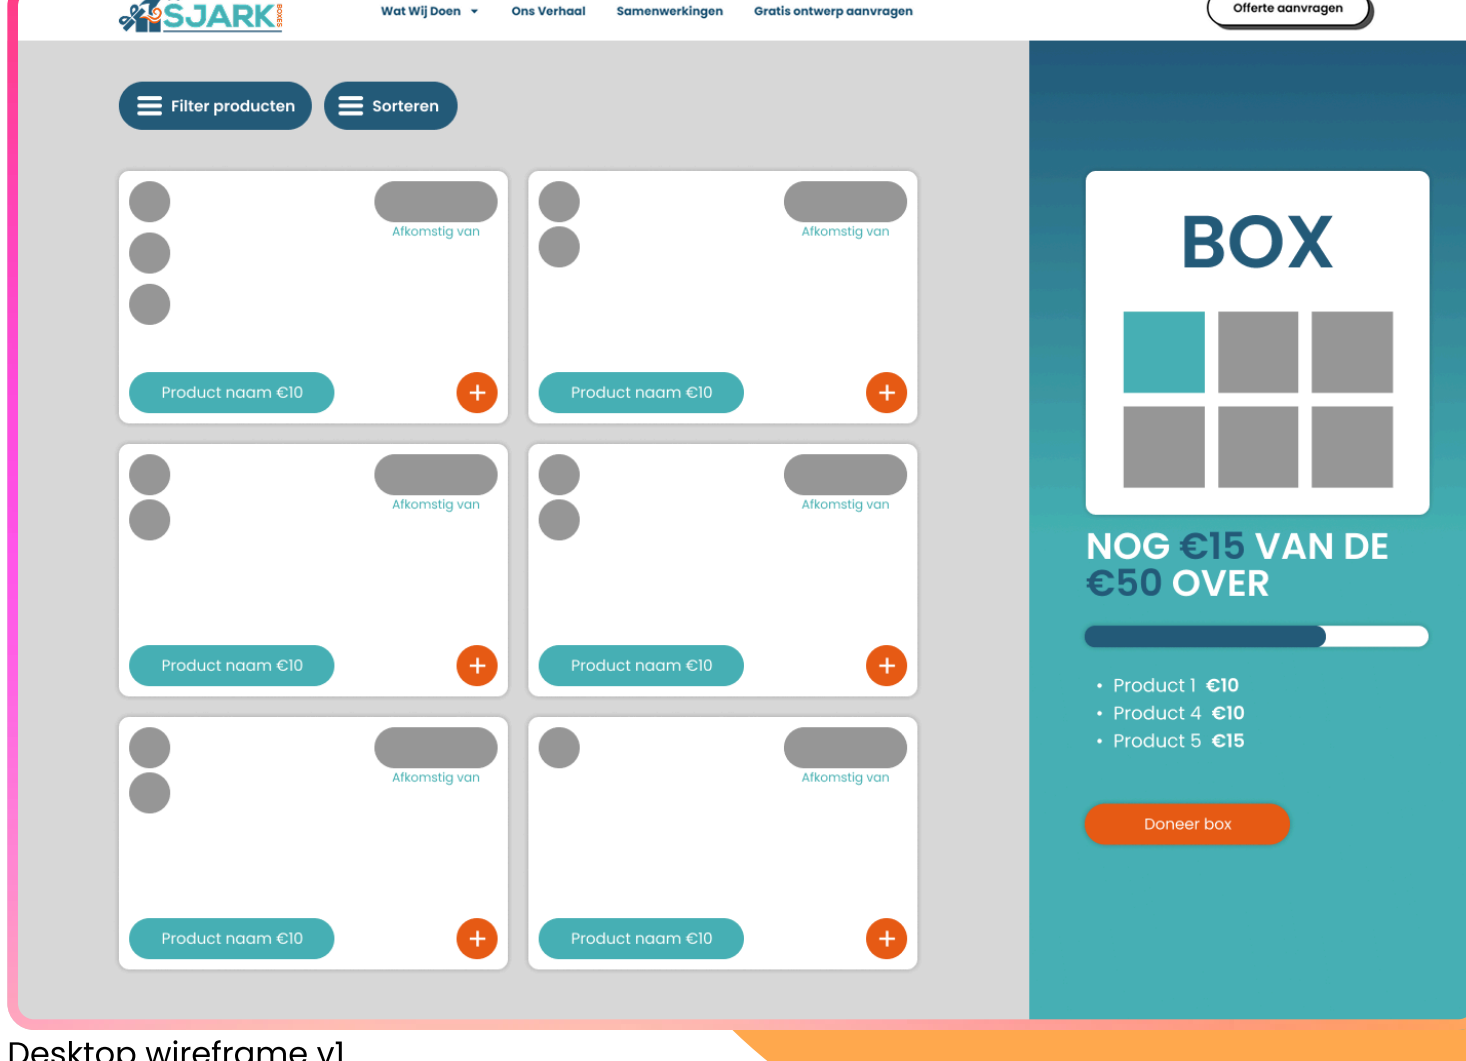 SJARK
BOXES
Wat Wij Doen
Ons Verhaal
Samenwerkingen
Gratis ontwerp aanvragen
Offerte aanvragen
Filter producten
Sorteren
Afkomstig van
Product naam €10
+
Afkomstig van
Product naam €10
+
Afkomstig van
Product naam €10
+
Afkomstig van
Product naam €10
+
Afkomstig van
Product naam €10
+
Afkomstig van
Product naam €10
+
BOX
NOG €15 VAN DE
€50 OVER
• Product 1 €10
• Product 4 €10
• Product 5 €15
Doneer box
Desktop wireframe v1